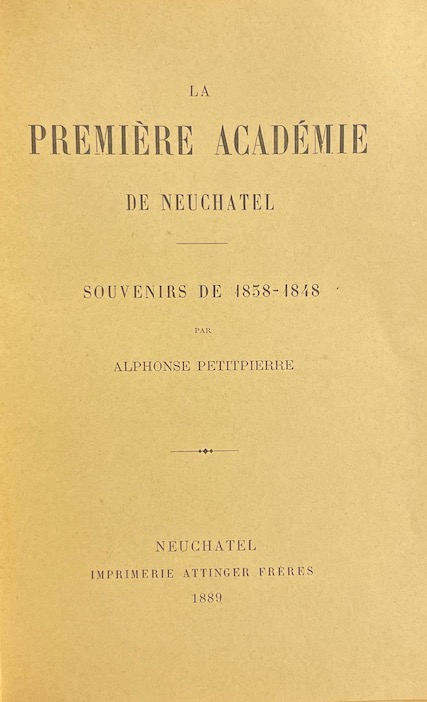 LA
PREMIÈRE ACADÉMIE
DE NEUCHATEL
SOUVENIRS DE 1838-1848
PAR
ALPHONSE PETITPIERRE
NEUCHATEL
IMPRIMERIE ATTINGER FRÈRES
1889